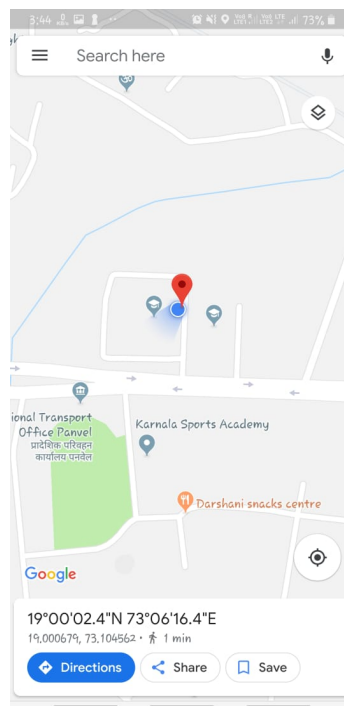 3:44
73%
Search here
ional Transport
Office Panvel
प्रादेशिक परिवहन
कार्यालय पनवेल
Karnala Sports Academy
Darshani snacks centre
Google
19°00'02.4"N 73°06'16.4"E
19.000679, 73.104562 • 1 min
Directions
Share
Save